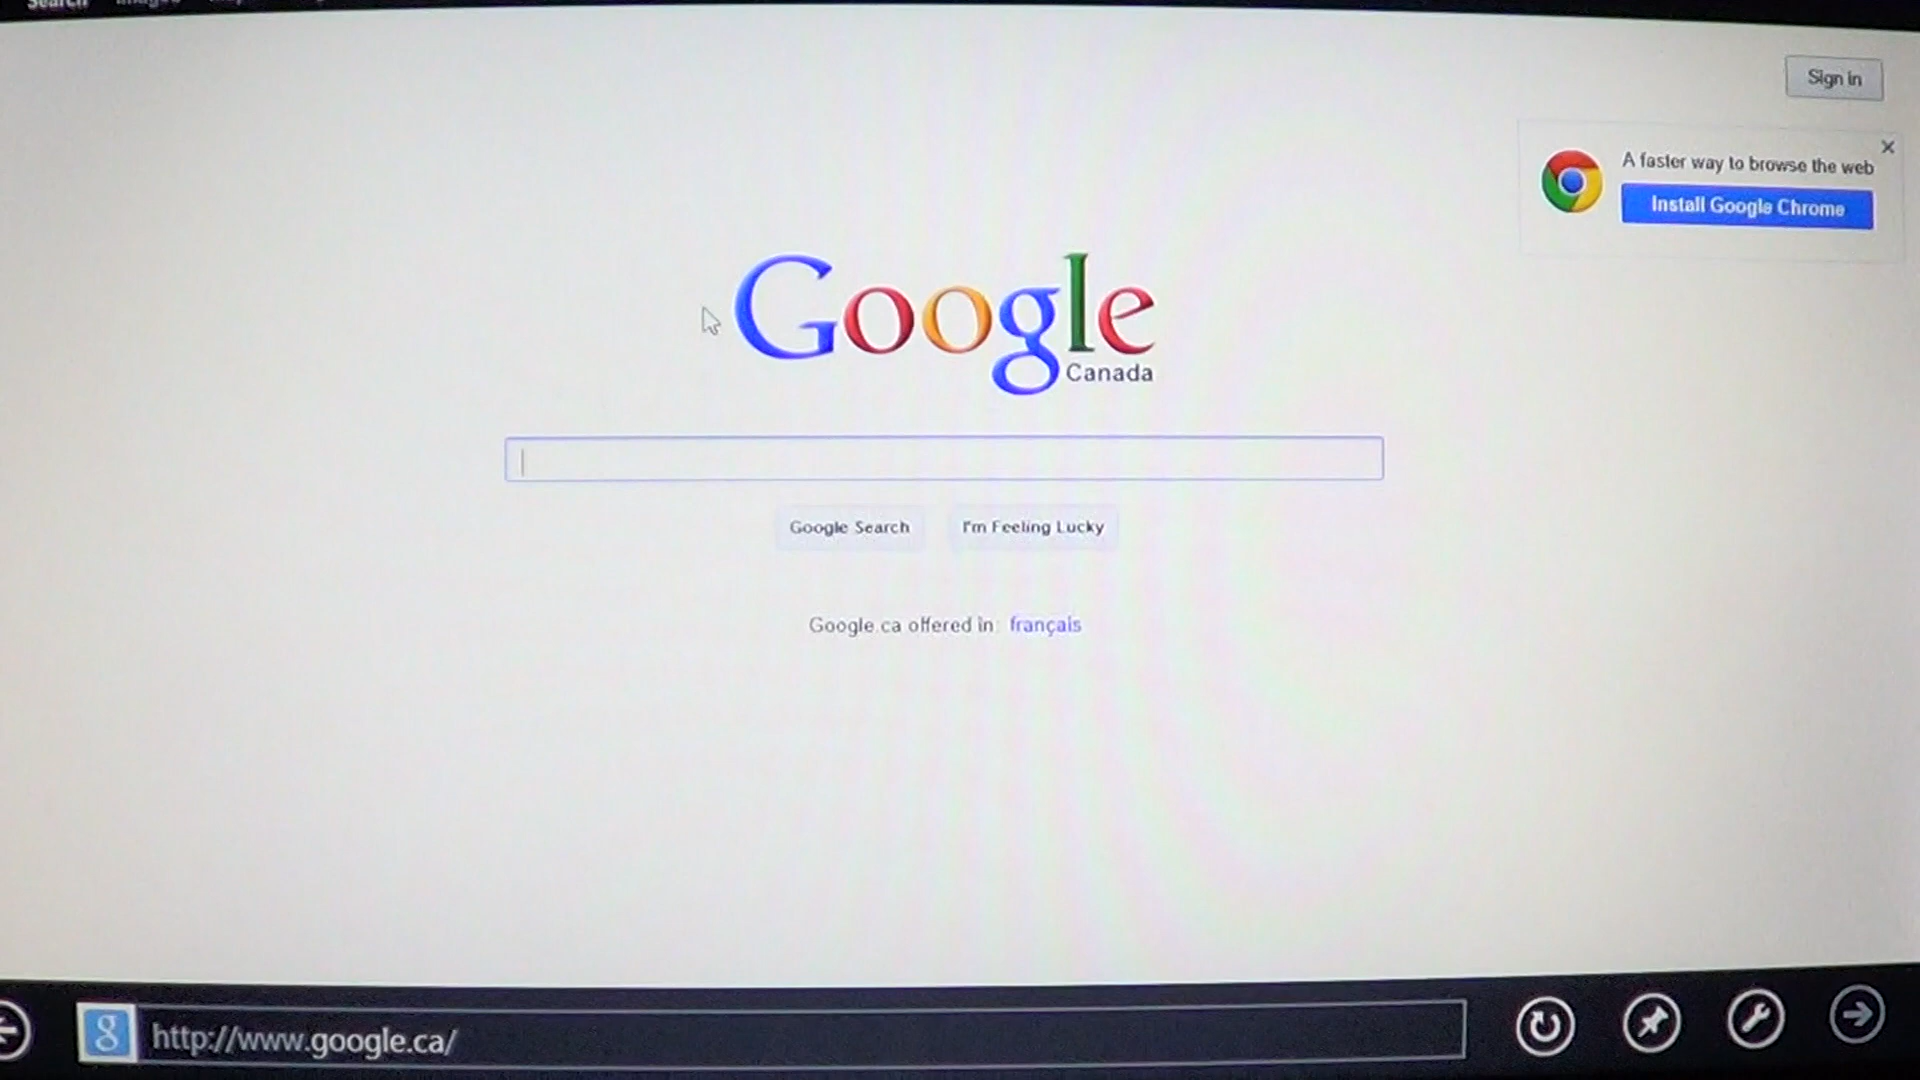 Search
Sign in
A faster way to browse the web
Install Google Chrome
Google
Canada
Google Search
I'm Feeling Lucky
Google.ca offered in: français
http://www.google.ca/